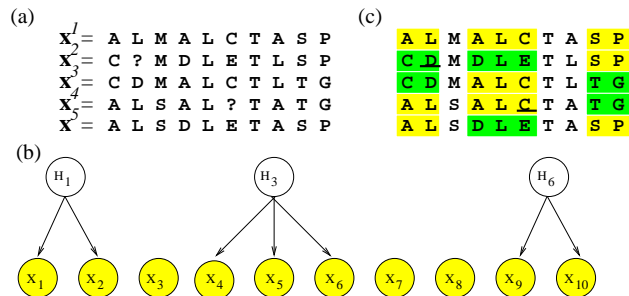 (a)
x¹= A L M A L C T A S P
x²= C ? M D L E T L S P
x³= C D M A L C T L T G
x⁴= A L S A L ? T A T G
x⁵= A L S D L E T A S P
(c)
A L M A L C T A S P
C D M D L E T L S P
C D M A L C T L T G
A L S A L C T A T G
A L S D L E T A S P
(b)
H₁ H₃ H₆
X₁ X₂ X₃ X₄ X₅ X₆ X₇ X₈ X₉ X₁₀